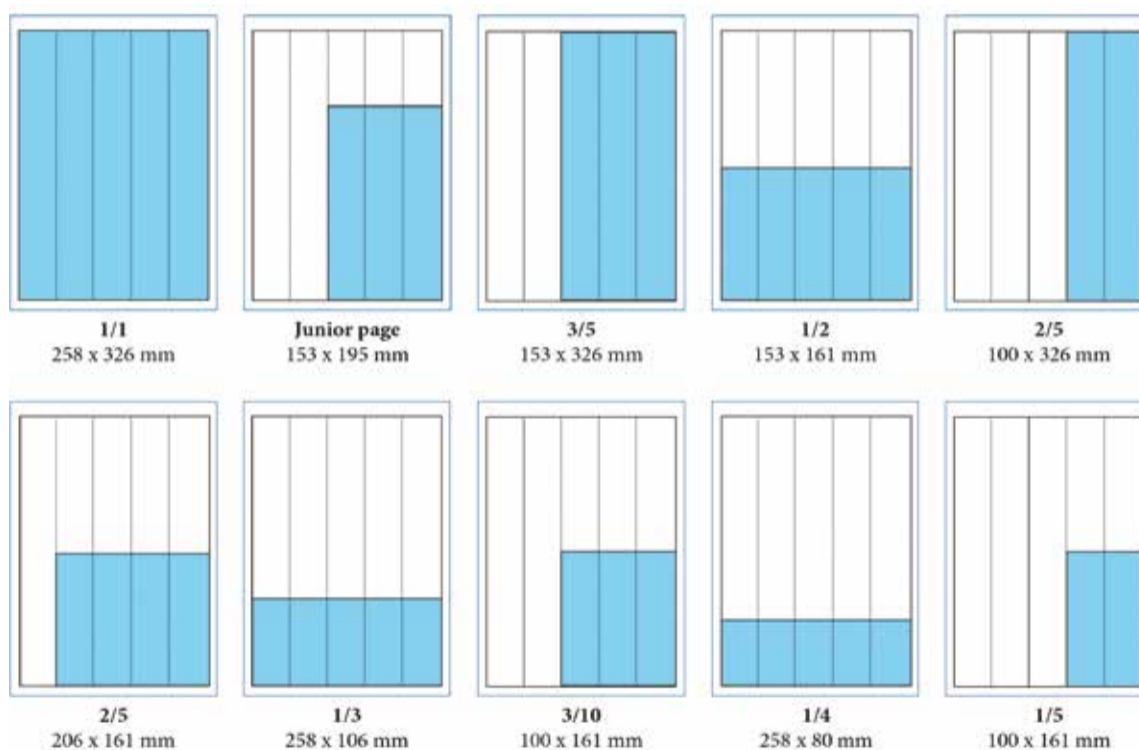 1/1
258 x 326 mm
Junior page
153 x 195 mm
3/5
153 x 326 mm
1/2
153 x 161 mm
2/5
100 x 326 mm
2/5
206 x 161 mm
1/3
258 x 106 mm
3/10
100 x 161 mm
1/4
258 x 80 mm
1/5
100 x 161 mm